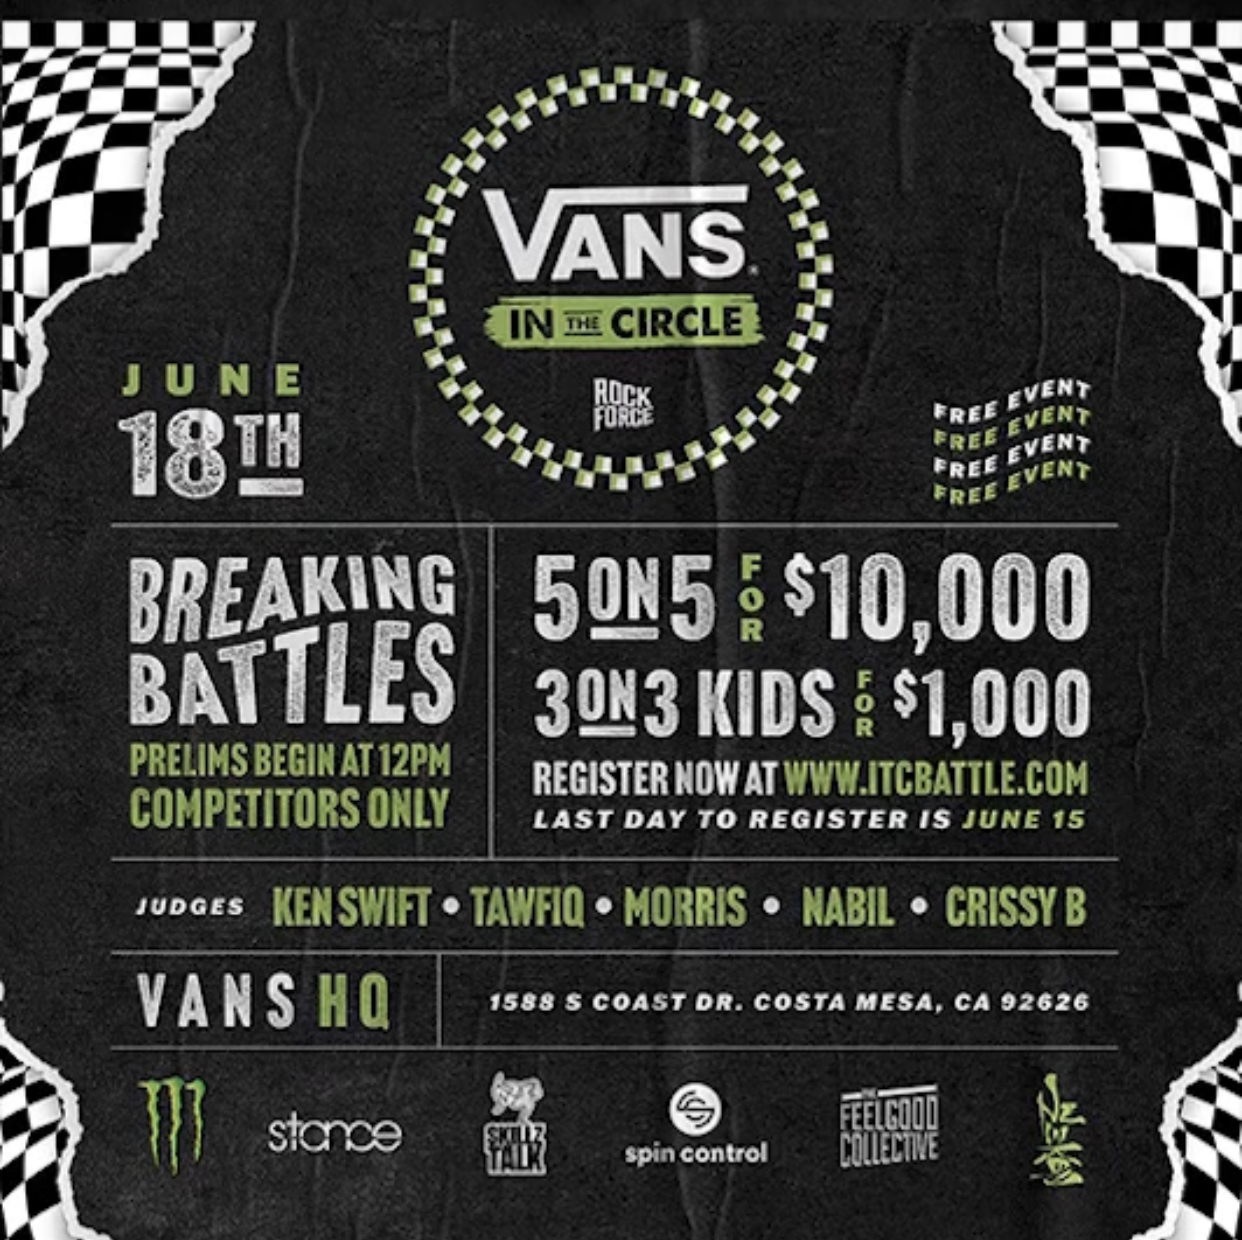 VANS
IN THE CIRCLE
ROCK
FORCE
JUNE
18TH
FREE EVENT
FREE EVENT
FREE EVENT
FREE EVENT
BREAKING
BATTLES
PRELIMS BEGIN AT 12PM
COMPETITORS ONLY
5 ON 5 FOR $10,000
3 ON 3 KIDS FOR $1,000
REGISTER NOW AT WWW.ITCBATTLE.COM
LAST DAY TO REGISTER IS JUNE 15
JUDGES KEN SWIFT • TAWFIQ • MORRIS • NABIL • CRISSY B
VANS HQ
1588 S COAST DR. COSTA MESA, CA 92626
stance
SKILLZ
TALK
spin control
THE
FEELGOOD
COLLECTIVE